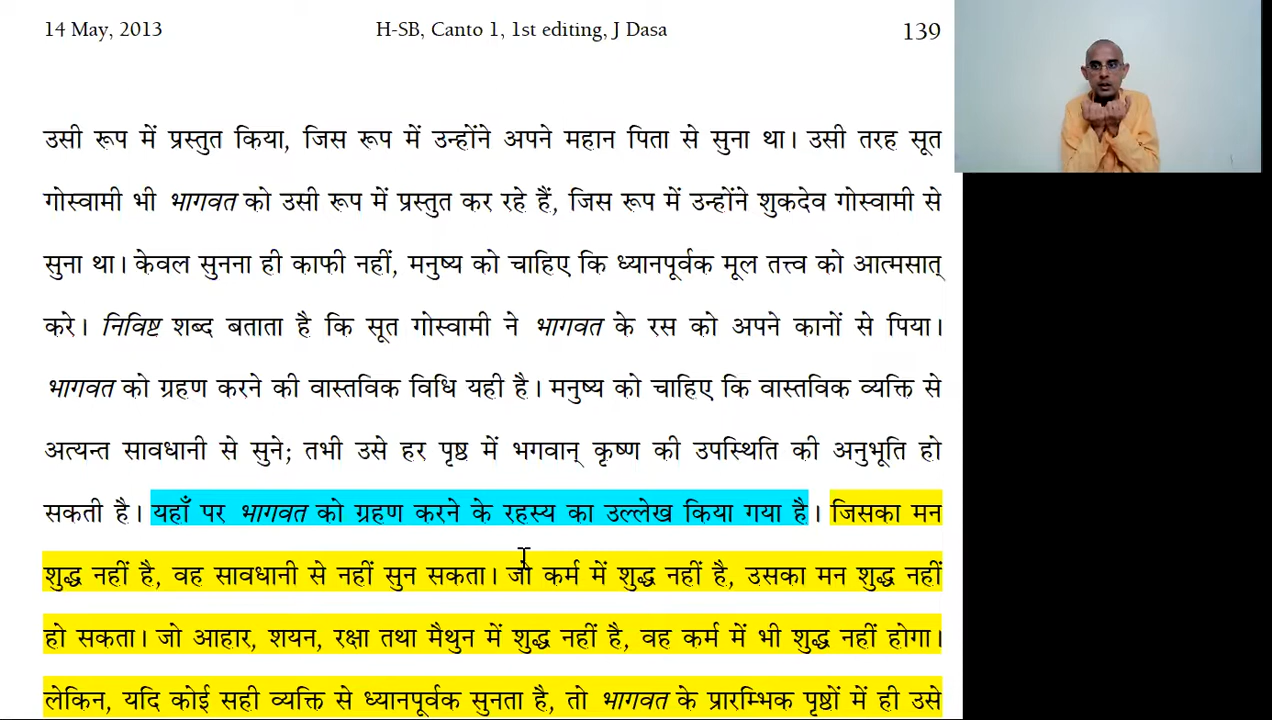 14 May, 2013 H-SB, Canto 1, 1st editing, J Dasa 139
उसी रूप में प्रस्तुत किया, जिस रूप में उन्होंने अपने महान पिता से सुना था। उसी तरह सूत
गोस्वामी भी भागवत को उसी रूप में प्रस्तुत कर रहे हैं, जिस रूप में उन्होंने शुकदेव गोस्वामी से
सुना था। केवल सुनना ही काफी नहीं, मनुष्य को चाहिए कि ध्यानपूर्वक मूल तत्त्व को आत्मसात्
करे। निविष्ट शब्द बताता है कि सूत गोस्वामी ने भागवत के रस को अपने कानों से पिया।
भागवत को ग्रहण करने की वास्तविक विधि यही है। मनुष्य को चाहिए कि वास्तविक व्यक्ति से
अत्यन्त सावधानी से सुने; तभी उसे हर पृष्ठ में भगवान् कृष्ण की उपस्थिति की अनुभूति हो
सकती है। यहाँ पर भागवत को ग्रहण करने के रहस्य का उल्लेख किया गया है। जिसका मन
शुद्ध नहीं है, वह सावधानी से नहीं सुन सकता। जो कर्म में शुद्ध नहीं है, उसका मन शुद्ध नहीं
हो सकता। जो आहार, शयन, रक्षा तथा मैथुन में शुद्ध नहीं है, वह कर्म में भी शुद्ध नहीं होगा।
लेकिन, यदि कोई सही व्यक्ति से ध्यानपूर्वक सुनता है, तो भागवत के प्रारम्भिक पृष्ठों में ही उसे